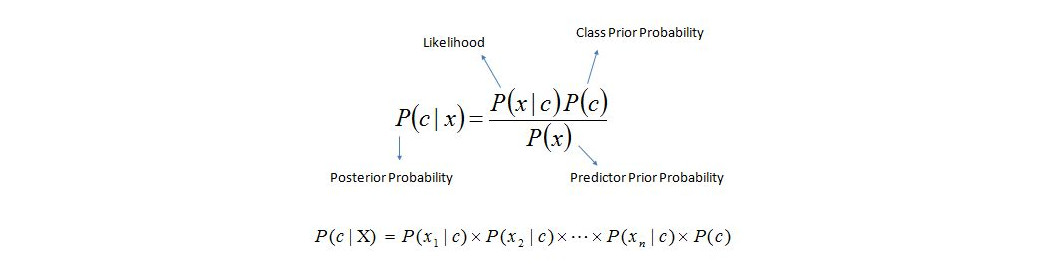 Likelihood
Class Prior Probability
P(c | x) = P(x | c)P(c) / P(x)
Posterior Probability
Predictor Prior Probability
P(c | X) = P(x₁ | c) × P(x₂ | c) × ⋯ × P(xₙ | c) × P(c)